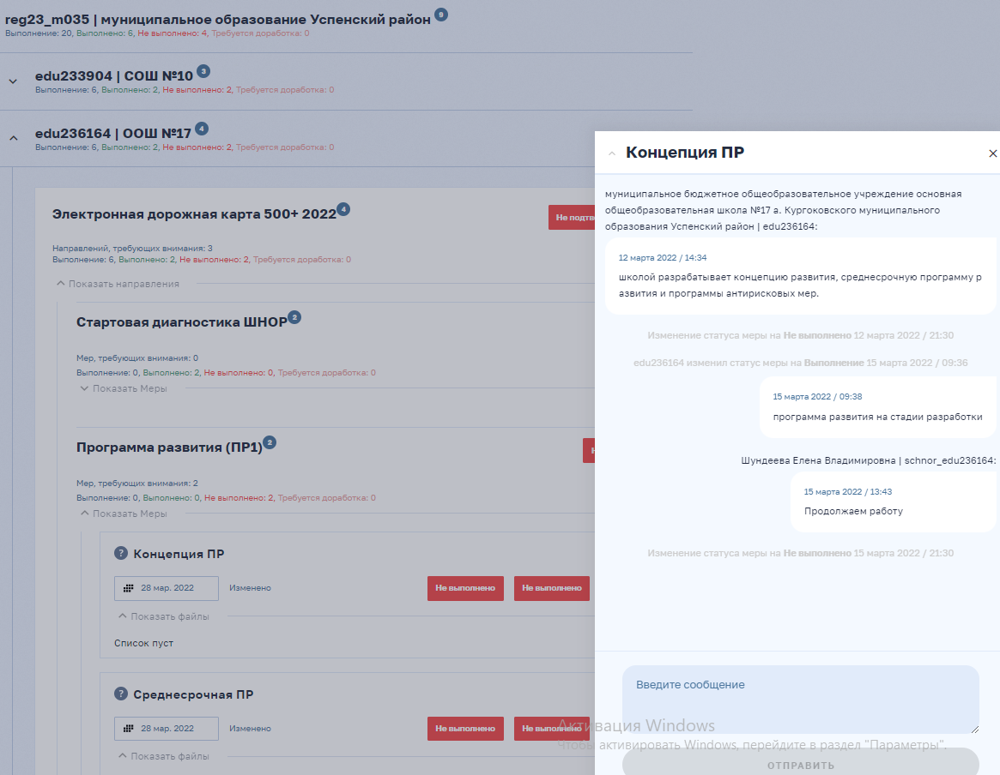 reg23_m035 | муниципальное образование Успенский район 9
Выполнение: 20, Выполнено: 6, Не выполнено: 4, Требуется доработка: 0
edu233904 | СОШ №10 3
Выполнение: 6, Выполнено: 2, Не выполнено: 2, Требуется доработка: 0
edu236164 | ООШ №17 4
Выполнение: 6, Выполнено: 2, Не выполнено: 2, Требуется доработка: 0
Электронная дорожная карта 500+ 2022 4
Не подтв
Направлений, требующих внимания: 3
Выполнение: 6, Выполнено: 2, Не выполнено: 2, Требуется доработка: 0
Показать направления
Стартовая диагностика ШНОР 2
Мер, требующих внимания: 0
Выполнение: 0, Выполнено: 2, Не выполнено: 0, Требуется доработка: 0
Показать Меры
Программа развития (ПР1) 2
Мер, требующих внимания: 2
Выполнение: 0, Выполнено: 0, Не выполнено: 2, Требуется доработка: 0
Показать Меры
? Концепция ПР
28 мар. 2022 Изменено Не выполнено Не выполнено
Показать файлы
Список пуст
? Среднесрочная ПР
28 мар. 2022 Изменено Не выполнено Не выполнено
Показать файлы
Концепция ПР
муниципальное бюджетное общеобразовательное учреждение основная
общеобразовательная школа №17 а. Кургоковского муниципального
образования Успенский район | edu236164:
12 марта 2022 / 14:34
школой разрабатывает концепцию развития, среднесрочную программу р
азвития и программы антирисковых мер.
Изменение статуса меры на Не выполнено 12 марта 2022 / 21:30
edu236164 изменил статус меры на Выполнение 15 марта 2022 / 09:36
15 марта 2022 / 09:38
программа развития на стадии разработки
Шундеева Елена Владимировна | schnor_edu236164:
15 марта 2022 / 13:43
Продолжаем работу
Изменение статуса меры на Не выполнено 15 марта 2022 / 21:30
Введите сообщение
Активация Windows
Чтобы активировать Windows, перейдите в раздел "Параметры".
ОТПРАВИТЬ